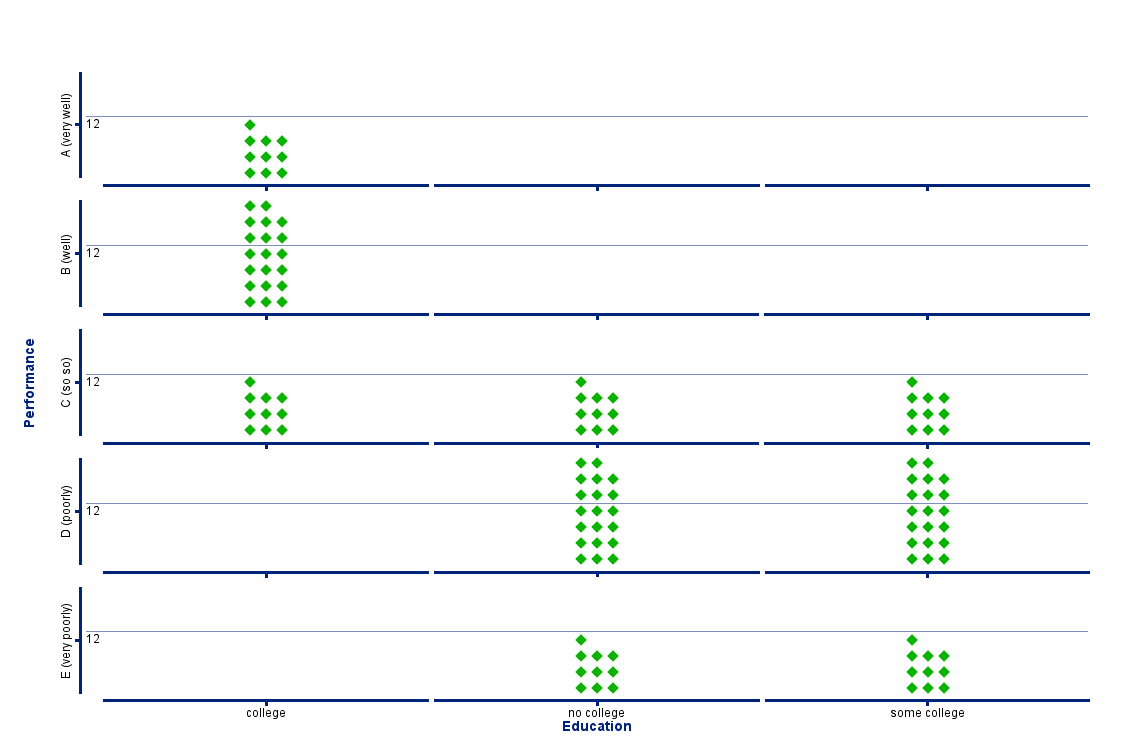 A (very well)
12
B (well)
12
Performance
C (so so)
12
D (poorly)
12
E (very poorly)
12
college
no college
some college
Education